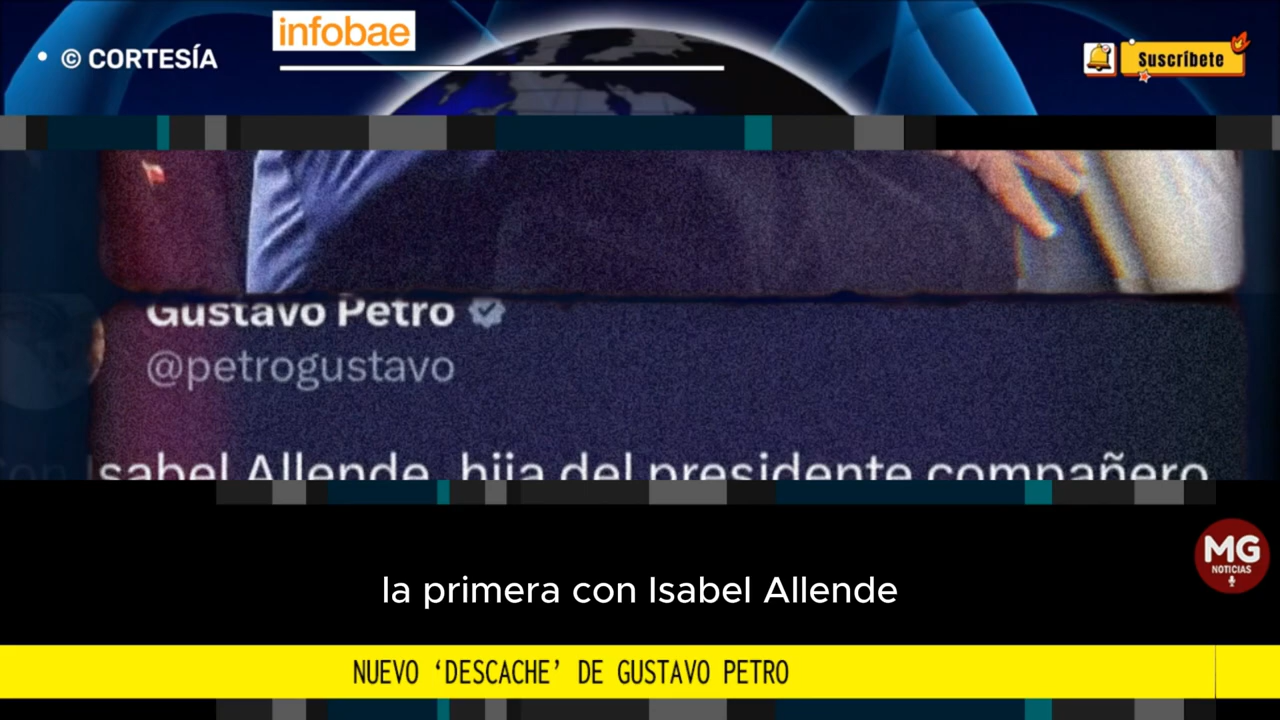 infobae
• © CORTESÍA
Suscríbete
Gustavo Petro
@petrogustavo
Isabel Allende, hija del presidente compañero
MG
NOTICIAS
la primera con Isabel Allende
NUEVO ‘DESCACHE’ DE GUSTAVO PETRO